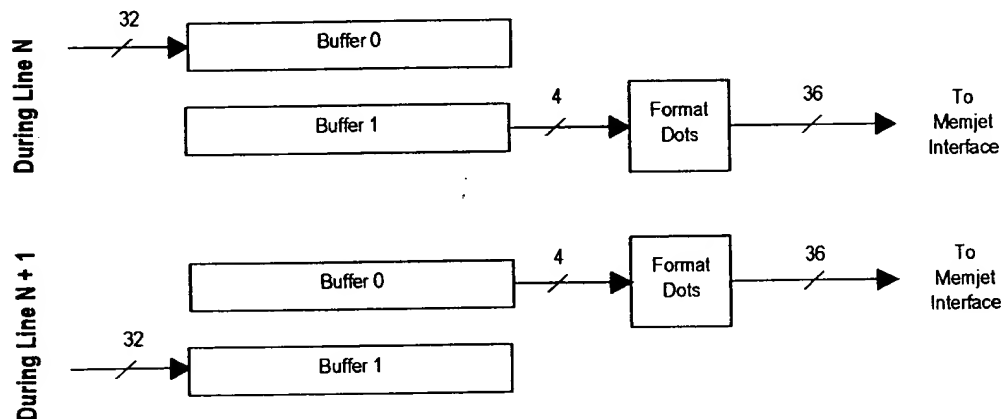 During Line N
32
Buffer 0
Buffer 1
4
Format
Dots
36
To
Memjet
Interface
During Line N + 1
Buffer 0
4
Format
Dots
36
To
Memjet
Interface
32
Buffer 1